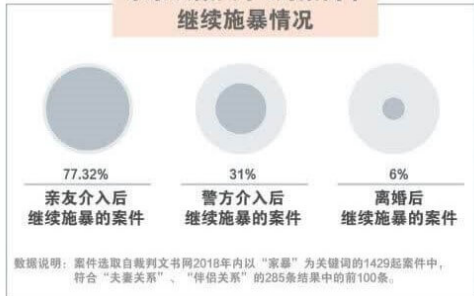 继续施暴情况
77.32%
31%
6%
亲友介入后
继续施暴的案件
警方介入后
继续施暴的案件
离婚后
继续施暴的案件
数据说明：案件选取自裁判文书网2018年内以“家暴”为关键词的1429起案件中，
符合“夫妻关系”、“伴侣关系”的285条结果中的前100条。